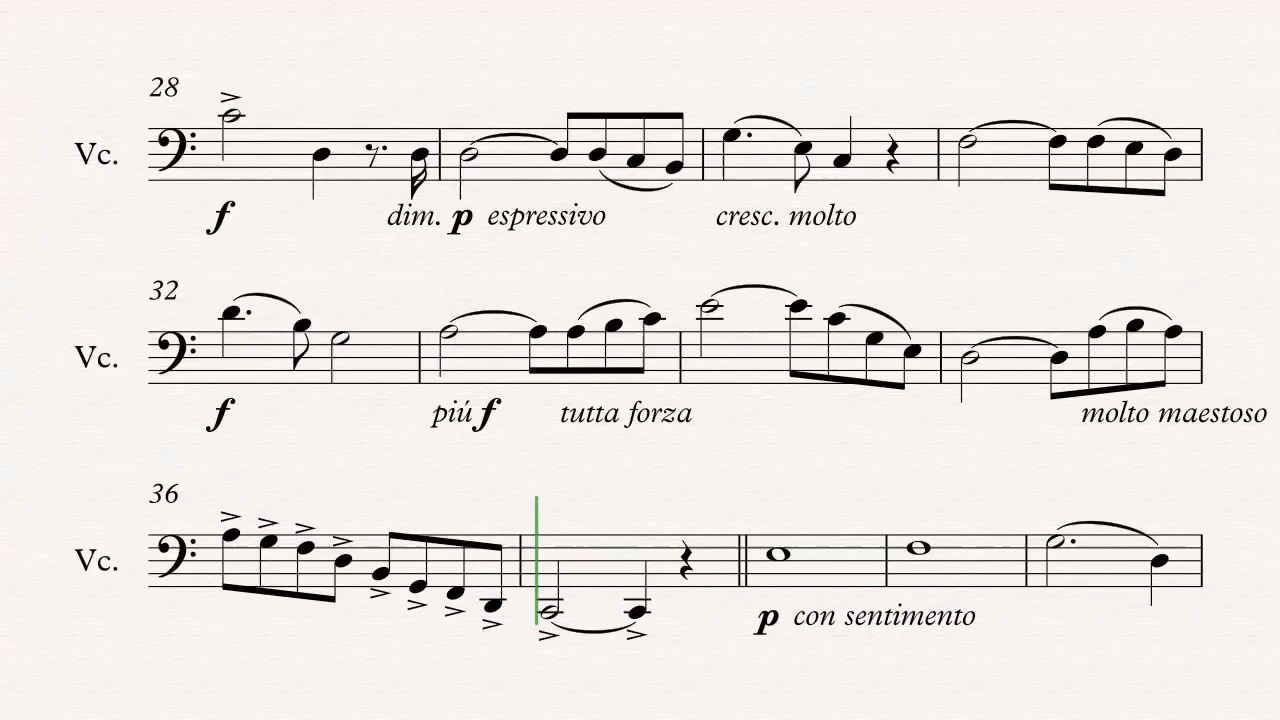 28
Vc.
f dim. p espressivo cresc. molto
32
Vc.
f piú f tutta forza molto maestoso
36
Vc.
p con sentimento